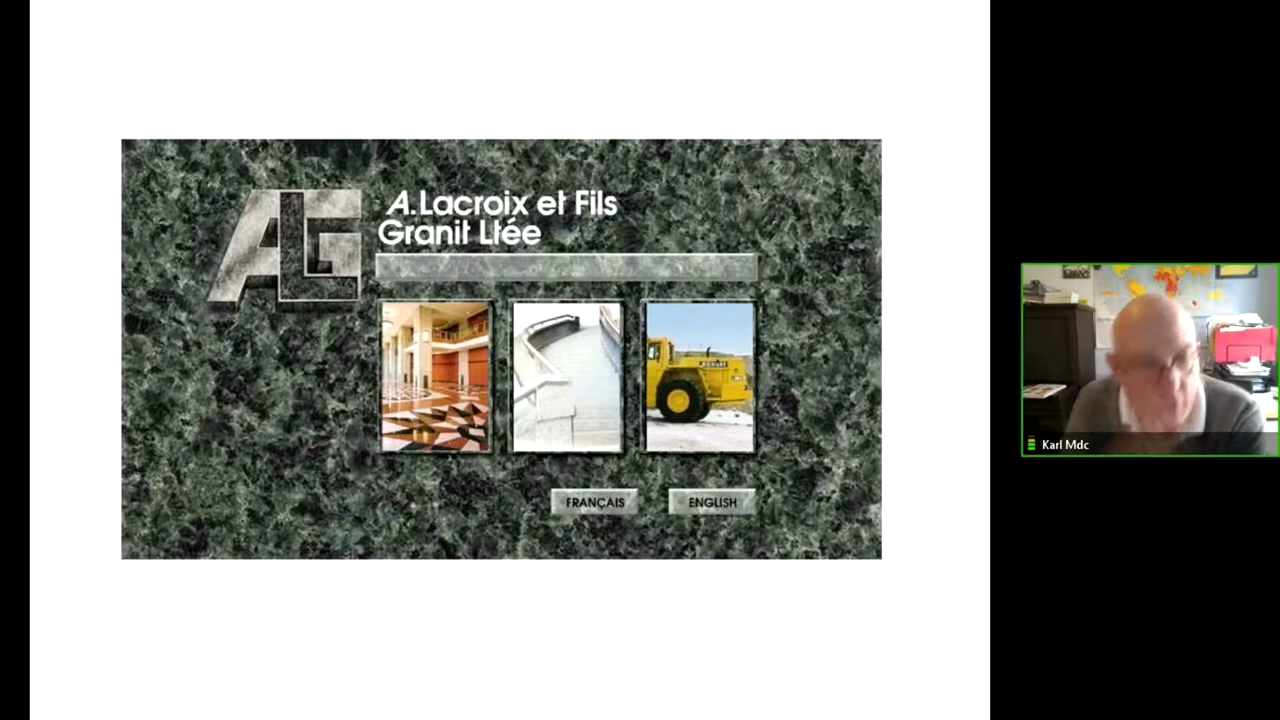 ALG
A.Lacroix et Fils
Granit Ltée
FRANÇAIS
ENGLISH
Karl Mdc